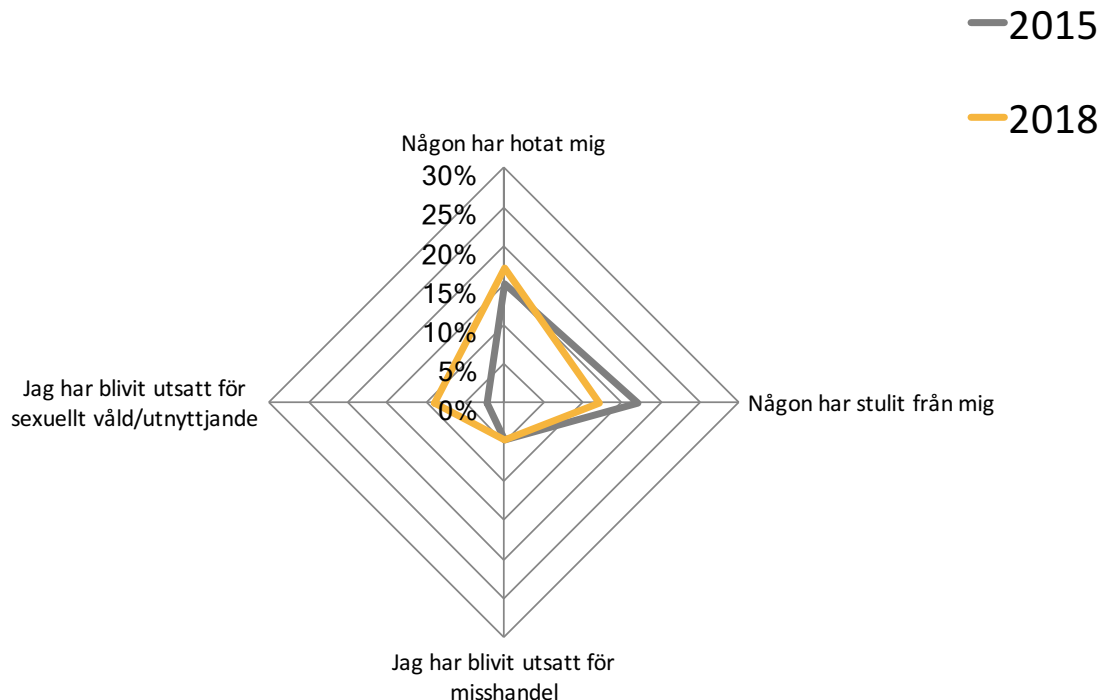 2015
2018
Någon har hotat mig
30%
25%
20%
15%
10%
5%
0%
Någon har stulit från mig
Jag har blivit utsatt för
misshandel
Jag har blivit utsatt för
sexuellt våld/utnyttjande